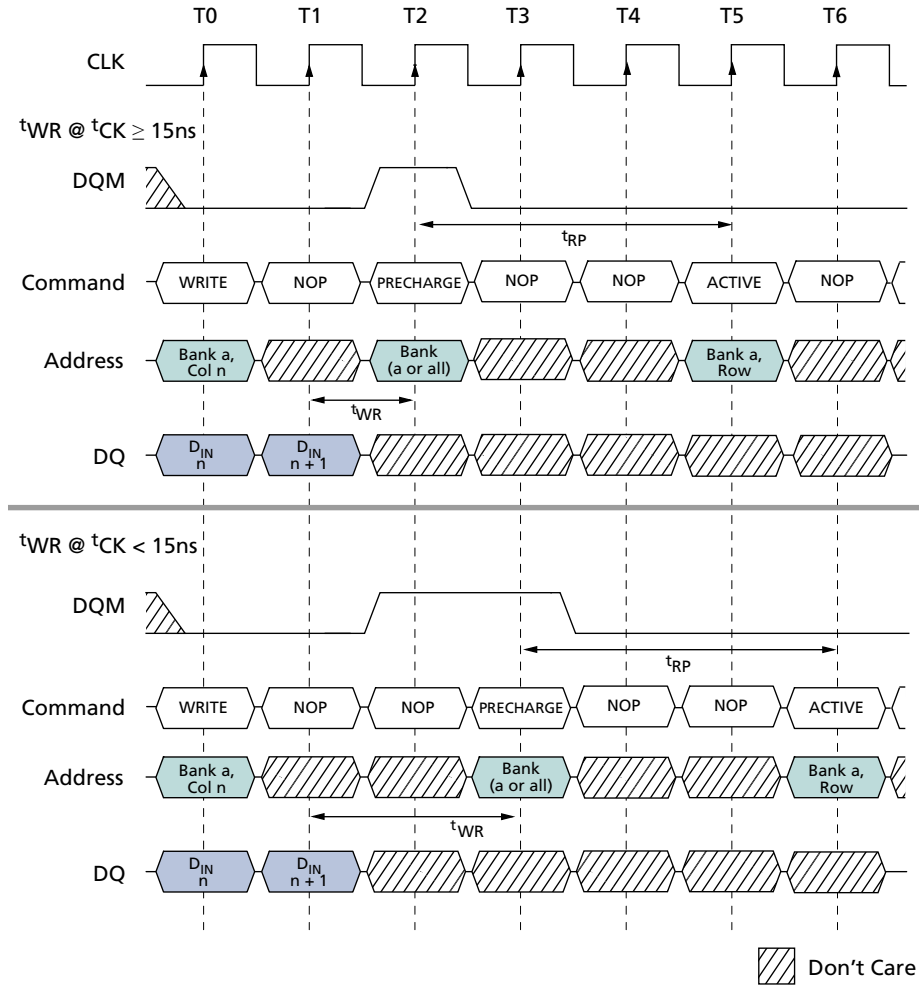 T0 T1 T2 T3 T4 T5 T6
CLK
tWR @ tCK ≥ 15ns
DQM
tRP
Command WRITE NOP PRECHARGE NOP NOP ACTIVE NOP
Address Bank a, Bank Bank a,
Col n (a or all) Row
tWR
DQ DIN DIN
n n + 1
tWR @ tCK < 15ns
DQM
tRP
Command WRITE NOP NOP PRECHARGE NOP NOP ACTIVE
Address Bank a, Bank Bank a,
Col n (a or all) Row
tWR
DQ DIN DIN
n n + 1
Don't Care